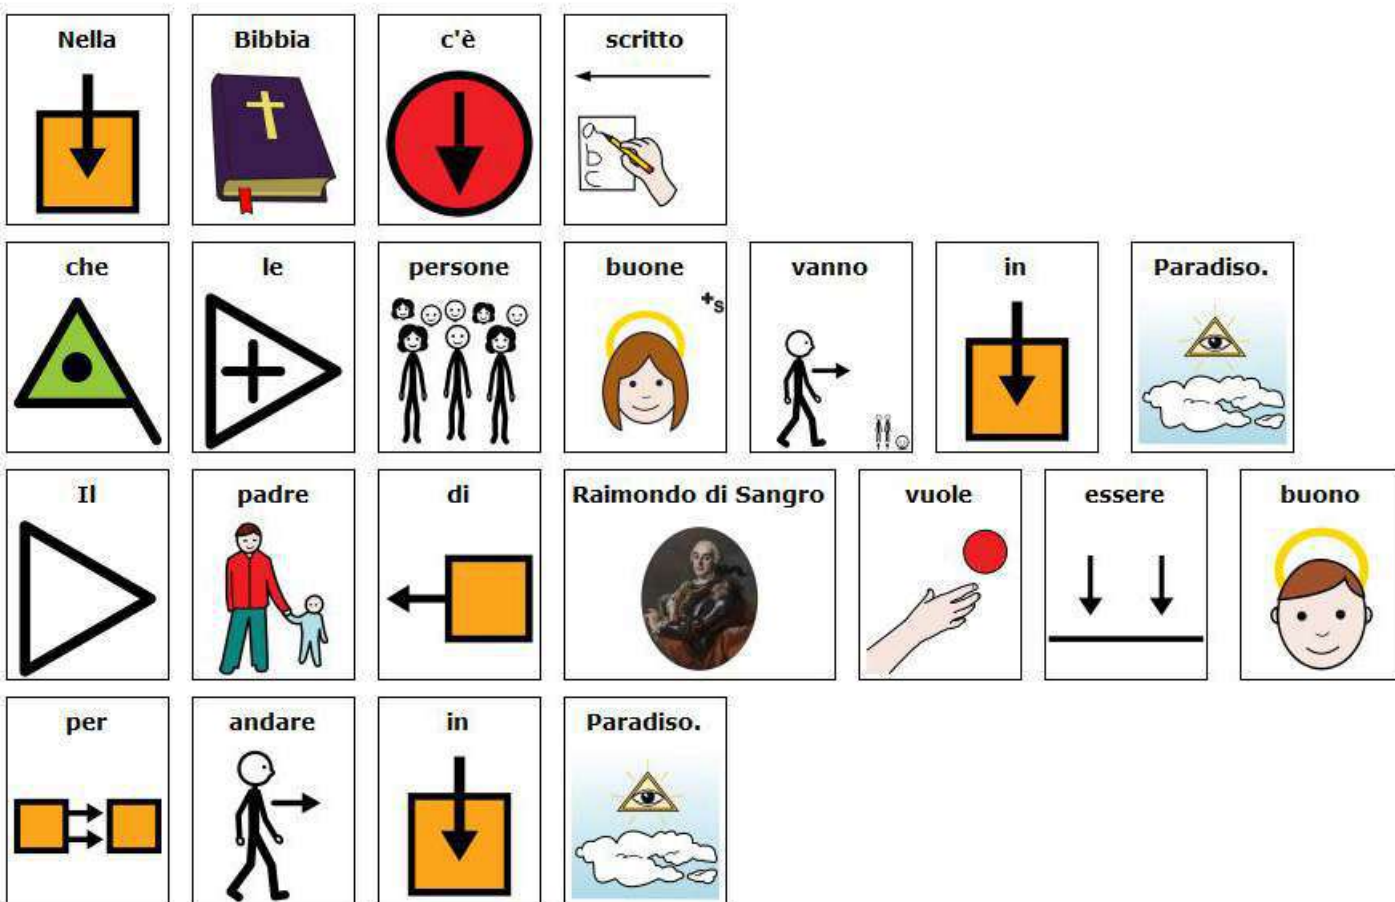 Nella Bibbia c'è scritto
che le persone buone vanno in Paradiso.
+s
Il padre di Raimondo di Sangro vuole essere buono
per andare in Paradiso.